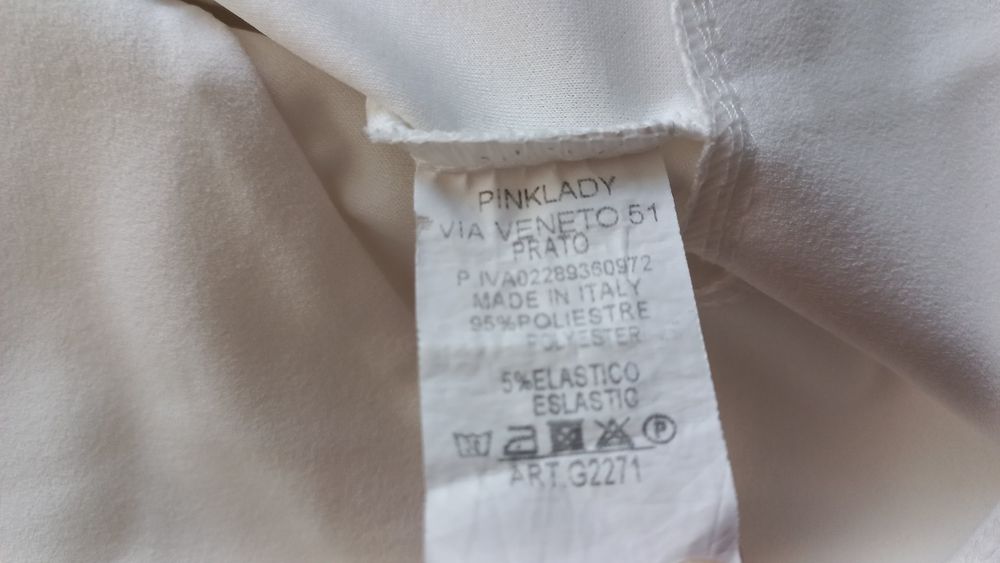 PINKLADY
VIA VENETO 51
PRATO
P.IVA02289360972
MADE IN ITALY
95%POLIESTRE
POLYESTER
5%ELASTICO
ESLASTIC
P
ART.G2271